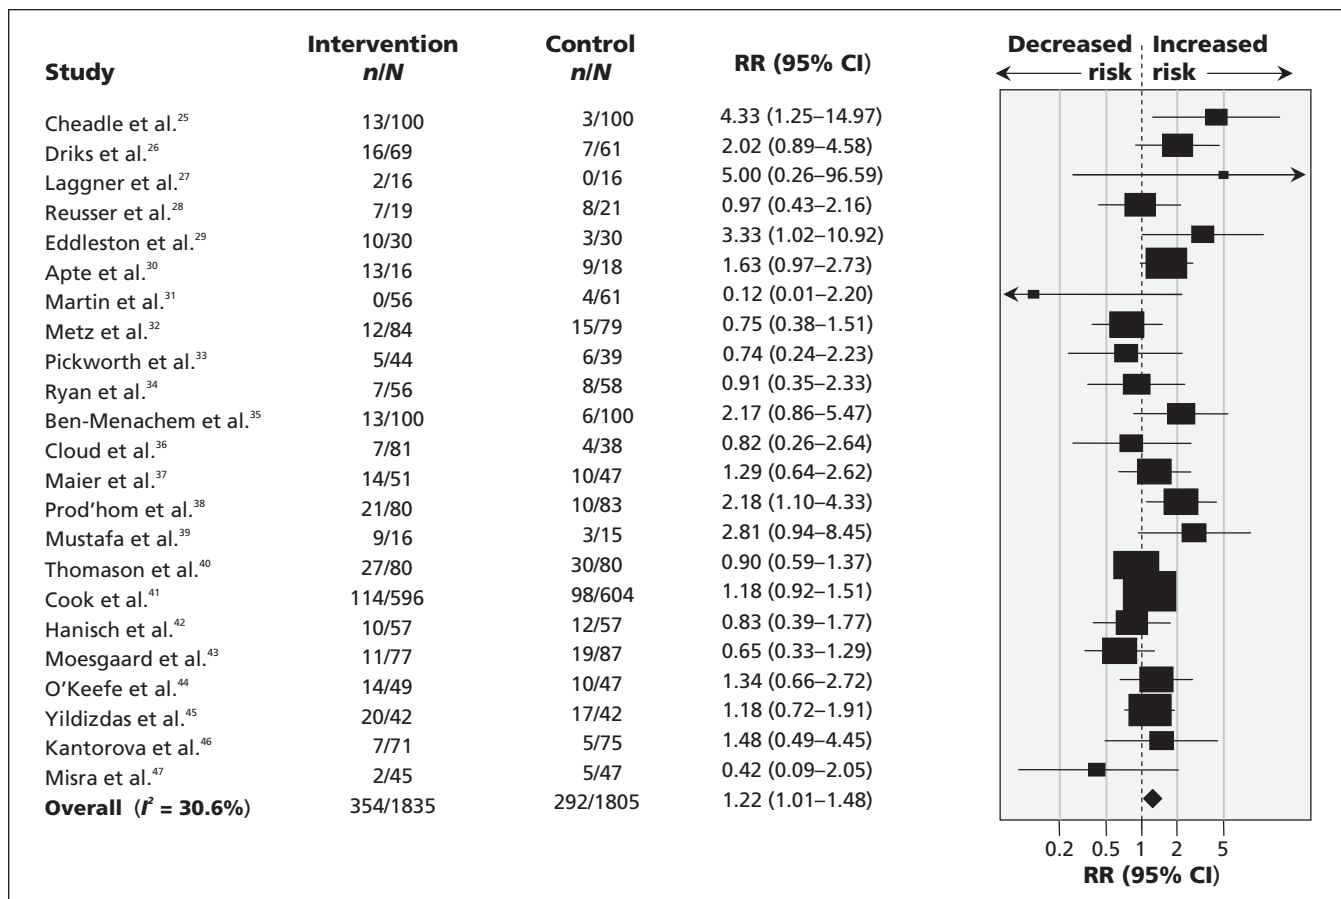 Intervention Control Decreased Increased
Study n/N n/N RR (95% CI) risk risk
Cheadle et al.25 13/100 3/100 4.33 (1.25–14.97)
Driks et al.26 16/69 7/61 2.02 (0.89–4.58)
Laggner et al.27 2/16 0/16 5.00 (0.26–96.59)
Reusser et al.28 7/19 8/21 0.97 (0.43–2.16)
Eddleston et al.29 10/30 3/30 3.33 (1.02–10.92)
Apte et al.30 13/16 9/18 1.63 (0.97–2.73)
Martin et al.31 0/56 4/61 0.12 (0.01–2.20)
Metz et al.32 12/84 15/79 0.75 (0.38–1.51)
Pickworth et al.33 5/44 6/39 0.74 (0.24–2.23)
Ryan et al.34 7/56 8/58 0.91 (0.35–2.33)
Ben-Menachem et al.35 13/100 6/100 2.17 (0.86–5.47)
Cloud et al.36 7/81 4/38 0.82 (0.26–2.64)
Maier et al.37 14/51 10/47 1.29 (0.64–2.62)
Prod'hom et al.38 21/80 10/83 2.18 (1.10–4.33)
Mustafa et al.39 9/16 3/15 2.81 (0.94–8.45)
Thomason et al.40 27/80 30/80 0.90 (0.59–1.37)
Cook et al.41 114/596 98/604 1.18 (0.92–1.51)
Hanisch et al.42 10/57 12/57 0.83 (0.39–1.77)
Moesgaard et al.43 11/77 19/87 0.65 (0.33–1.29)
O'Keefe et al.44 14/49 10/47 1.34 (0.66–2.72)
Yildizdas et al.45 20/42 17/42 1.18 (0.72–1.91)
Kantorova et al.46 7/71 5/75 1.48 (0.49–4.45)
Misra et al.47 2/45 5/47 0.42 (0.09–2.05)
Overall (I² = 30.6%) 354/1835 292/1805 1.22 (1.01–1.48)
0.2 0.5 1 2 5
RR (95% CI)